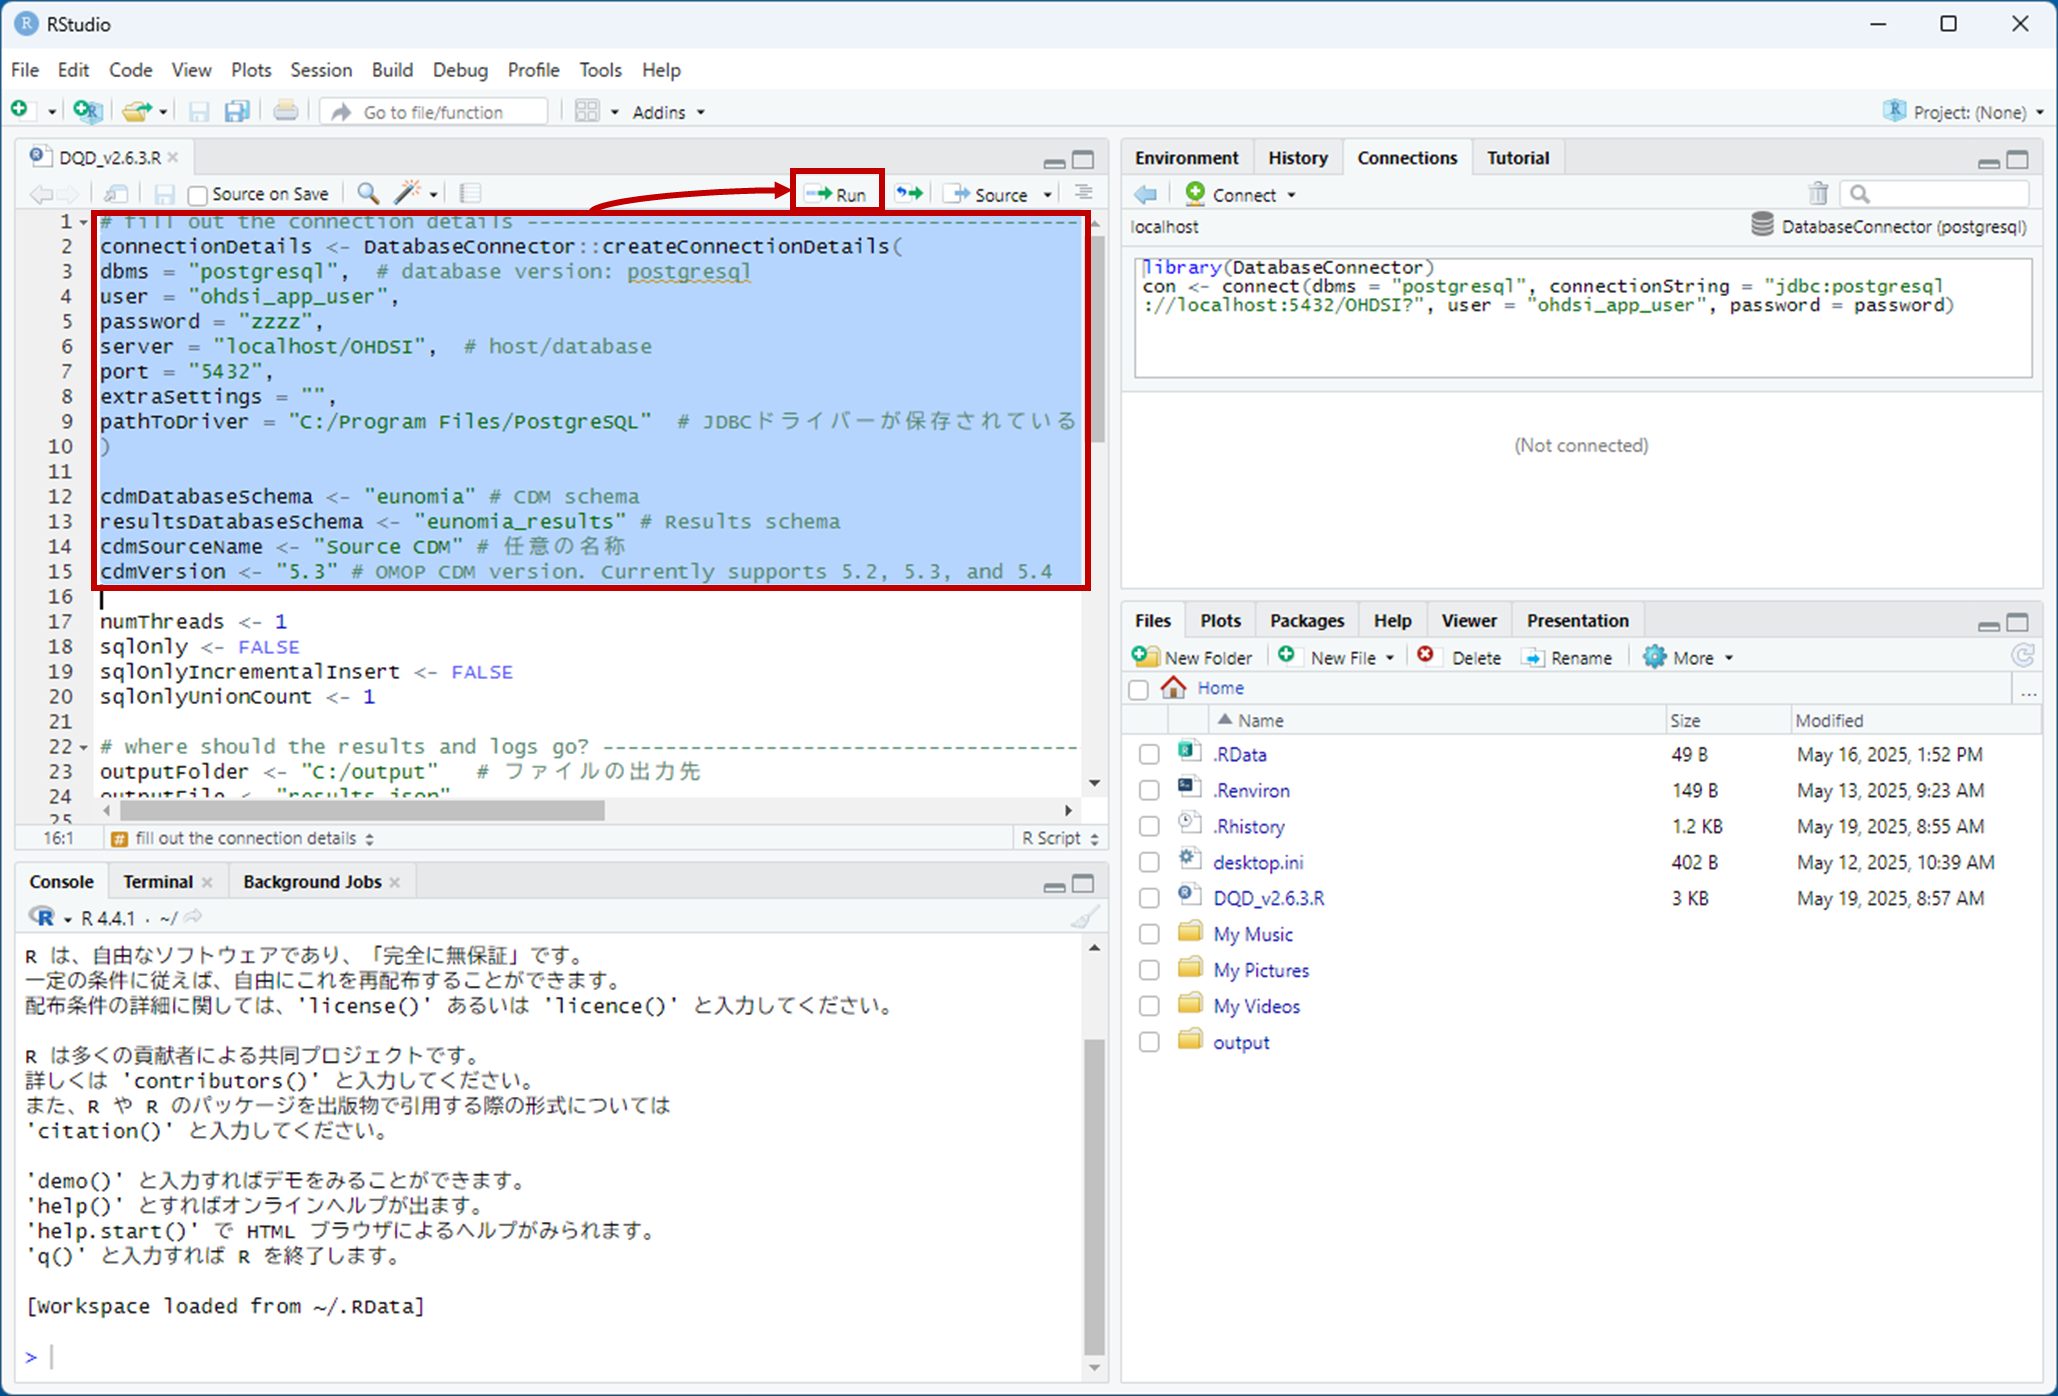 RStudio
File Edit Code View Plots Session Build Debug Profile Tools Help
Go to file/function Addins Project: (None)
DQD_v2.6.3.R
Source on Save Run Source
1 # fill out the connection details ---------------------------------------------
2 connectionDetails <- DatabaseConnector::createConnectionDetails(
3 dbms = "postgresql",  # database version: postgresql
4 user = "ohdsi_app_user",
5 password = "zzzz",
6 server = "localhost/OHDSI",  # host/database
7 port = "5432",
8 extraSettings = "",
9 pathToDriver = "C:/Program Files/PostgreSQL"  # JDBCドライバーが保存されている
10 )
11
12 cdmDatabaseSchema <- "eunomia" # CDM schema
13 resultsDatabaseSchema <- "eunomia_results" # Results schema
14 cdmSourceName <- "Source CDM" # 任意の名称
15 cdmVersion <- "5.3" # OMOP CDM version. Currently supports 5.2, 5.3, and 5.4
16
17 numThreads <- 1
18 sqlOnly <- FALSE
19 sqlOnlyIncrementalInsert <- FALSE
20 sqlOnlyUnionCount <- 1
21
22 # where should the results and logs go? --------------------------------------
23 outputFolder <- "C:/output"   # ファイルの出力先
24 outputFile <- "results.json"
25
16:1 # fill out the connection details R Script
Console Terminal Background Jobs
R R 4.4.1 · ~/
R は、自由なソフトウェアであり、「完全に無保証」です。
一定の条件に従えば、自由にこれを再配布することができます。
配布条件の詳細に関しては、'license()' あるいは 'licence()' と入力してください。
R は多くの貢献者による共同プロジェクトです。
詳しくは 'contributors()' と入力してください。
また、R や R のパッケージを出版物で引用する際の形式については
'citation()' と入力してください。
'demo()' と入力すればデモをみることができます。
'help()' とすればオンラインヘルプが出ます。
'help.start()' で HTML ブラウザによるヘルプがみられます。
'q()' と入力すれば R を終了します。
[Workspace loaded from ~/.RData]
>
Environment History Connections Tutorial
Connect
localhost DatabaseConnector (postgresql)
library(DatabaseConnector)
con <- connect(dbms = "postgresql", connectionString = "jdbc:postgresql
://localhost:5432/OHDSI?", user = "ohdsi_app_user", password = password)
(Not connected)
Files Plots Packages Help Viewer Presentation
New Folder New File Delete Rename More
Home ...
Name Size Modified
.RData 49 B May 16, 2025, 1:52 PM
.Renviron 149 B May 13, 2025, 9:23 AM
.Rhistory 1.2 KB May 19, 2025, 8:55 AM
desktop.ini 402 B May 12, 2025, 10:39 AM
DQD_v2.6.3.R 3 KB May 19, 2025, 8:57 AM
My Music
My Pictures
My Videos
output